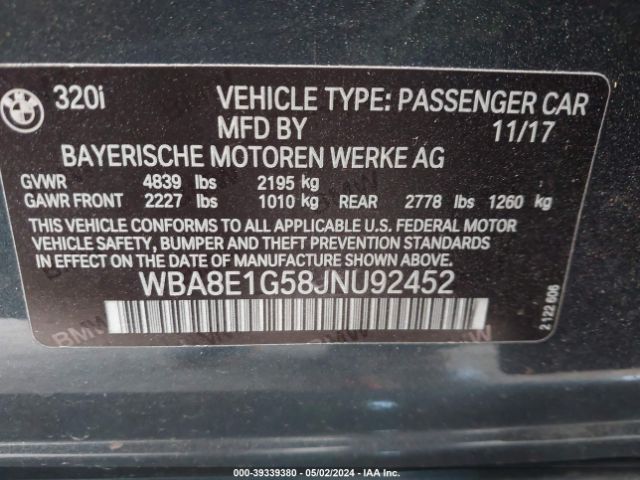 320i VEHICLE TYPE: PASSENGER CAR
MFD BY 11/17
BAYERISCHE MOTOREN WERKE AG
GVWR 4839 lbs 2195 kg
GAWR FRONT 2227 lbs 1010 kg REAR 2778 lbs 1260 kg
THIS VEHICLE CONFORMS TO ALL APPLICABLE U.S. FEDERAL MOTOR
VEHICLE SAFETY, BUMPER AND THEFT PREVENTION STANDARDS IN
EFFECT ON THE DATE OF MANUFACTURE SHOWN ABOVE.
WBA8E1G58JNU92452
2 122 606
00-39339380 - 05/02/2024 - IAA Inc.